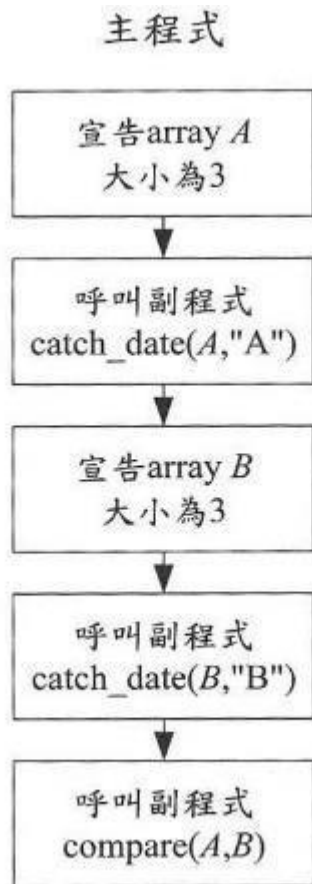 主程式
宣告array A
大小為3
呼叫副程式
catch_date(A,"A")
宣告array B
大小為3
呼叫副程式
catch_date(B,"B")
呼叫副程式
compare(A,B)